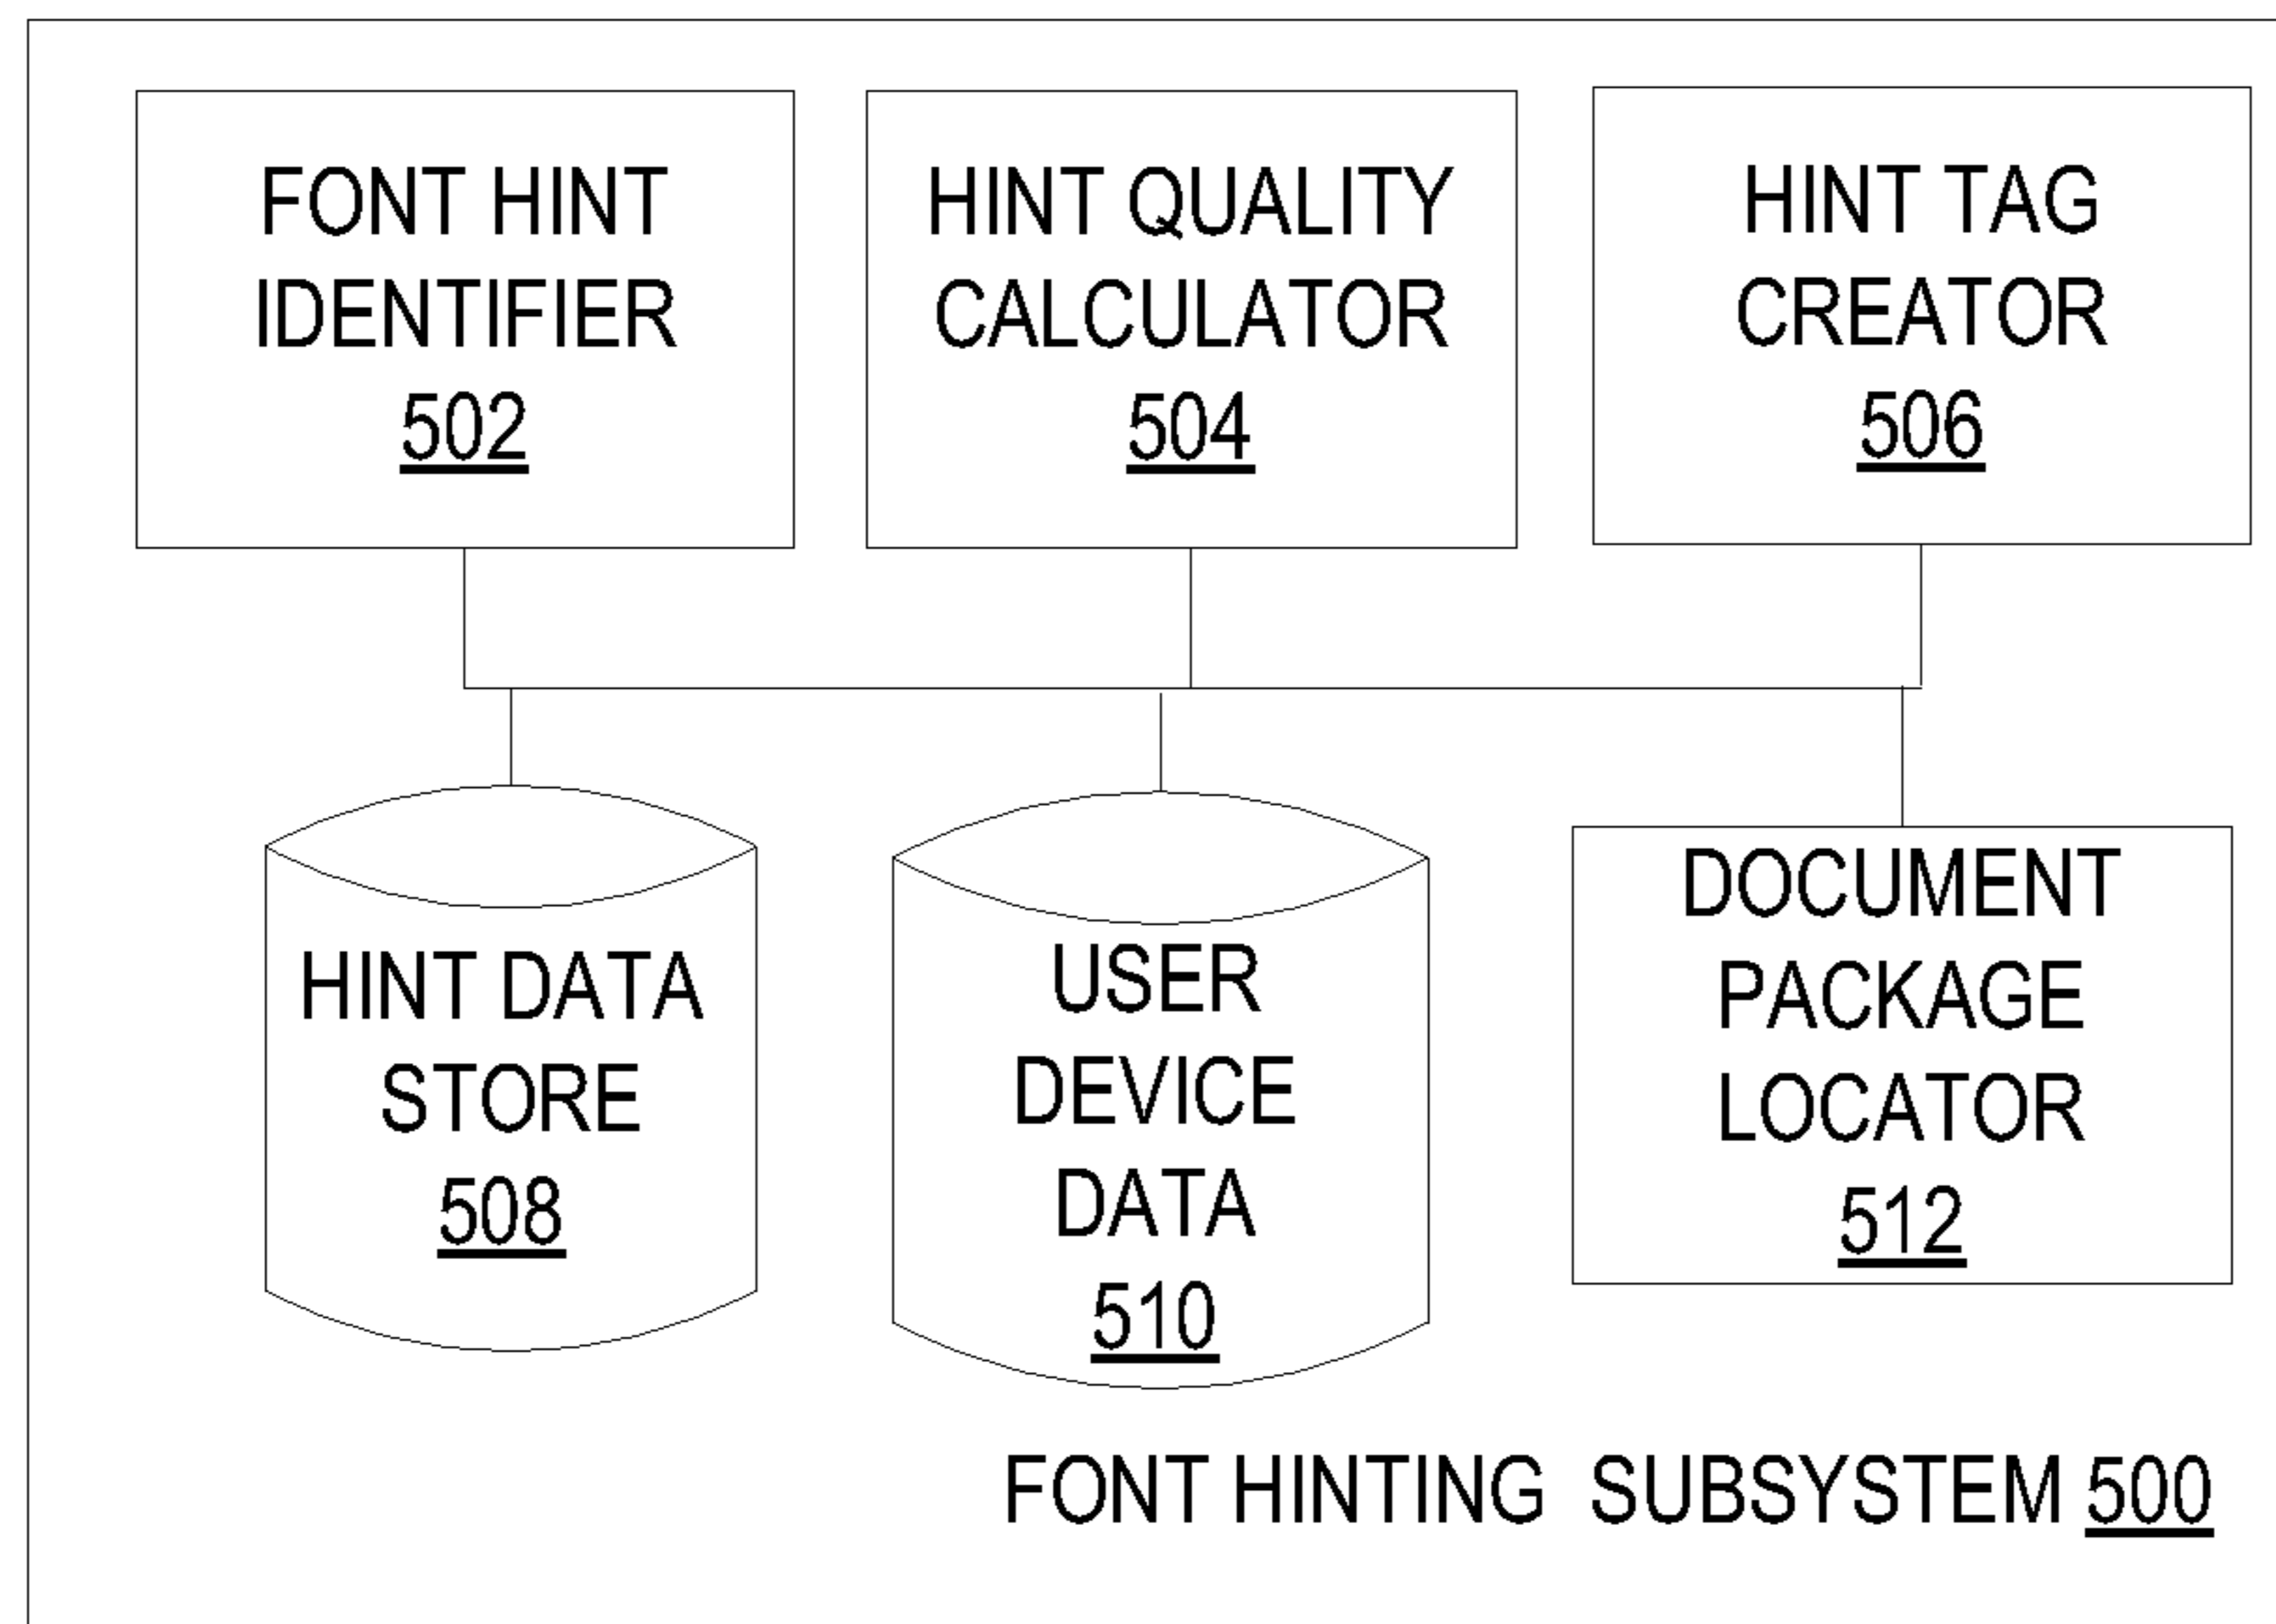 FONT HINT
IDENTIFIER
502
HINT QUALITY
CALCULATOR
504
HINT TAG
CREATOR
506
HINT DATA
STORE
508
USER
DEVICE
DATA
510
DOCUMENT
PACKAGE
LOCATOR
512
FONT HINTING SUBSYSTEM 500